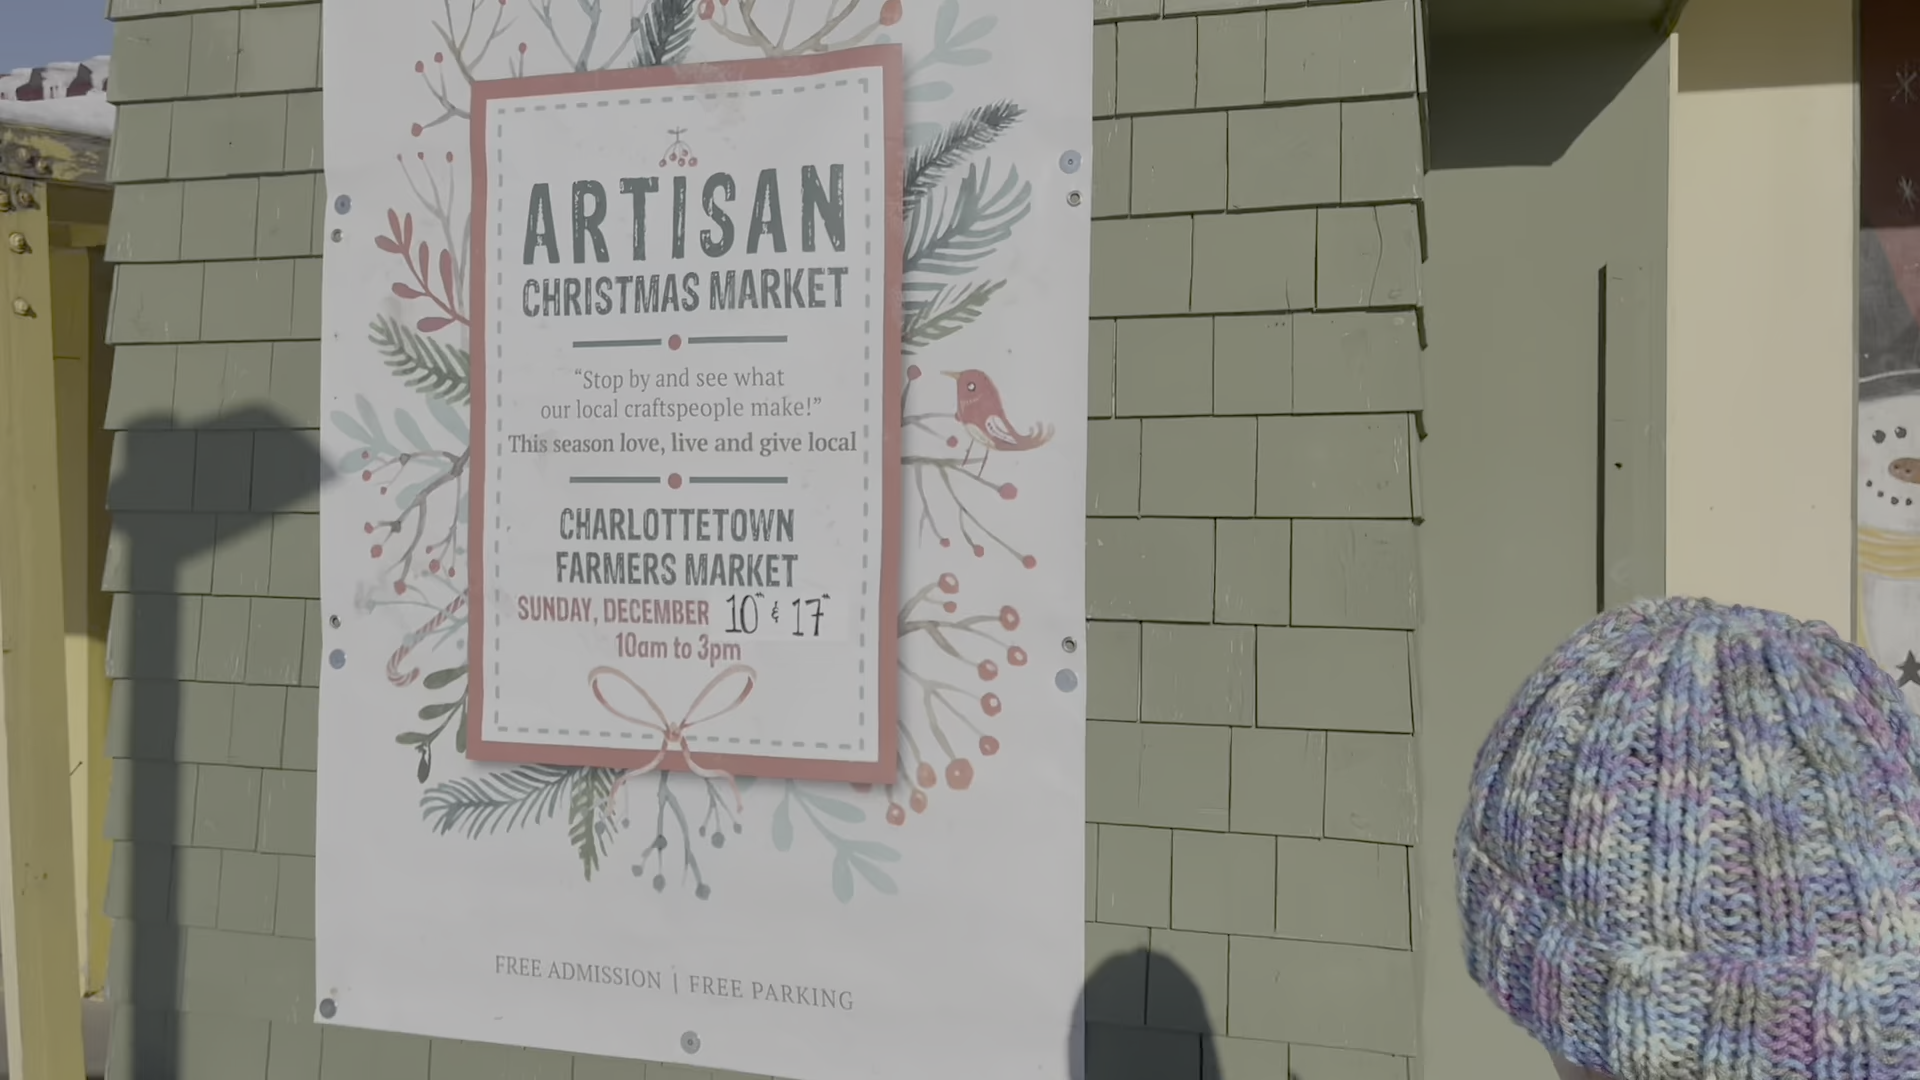 ARTISAN
CHRISTMAS MARKET
“Stop by and see what
our local craftspeople make!”
This season love, live and give local
CHARLOTTETOWN
FARMERS MARKET
SUNDAY, DECEMBER 10th & 17th
10am to 3pm
FREE ADMISSION | FREE PARKING